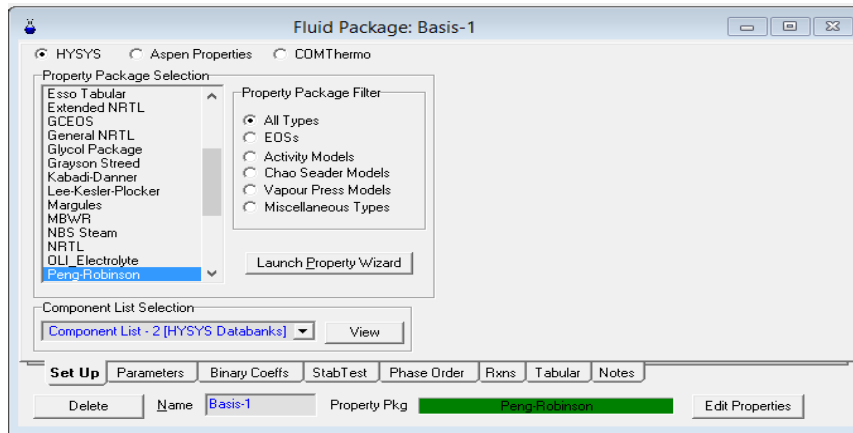 Fluid Package: Basis-1
HYSYS Aspen Properties COMThermo
Property Package Selection
Esso Tabular
Extended NRTL
GCEOS
General NRTL
Glycol Package
Grayson Streed
Kabadi-Danner
Lee-Kesler-Plocker
Margules
MBWR
NBS Steam
NRTL
OLI_Electrolyte
Peng-Robinson
Property Package Filter
All Types
EOSs
Activity Models
Chao Seader Models
Vapour Press Models
Miscellaneous Types
Launch Property Wizard
Component List Selection
Component List - 2 [HYSYS Databanks] View
Set Up Parameters Binary Coeffs StabTest Phase Order Rxns Tabular Notes
Delete Name Basis-1 Property Pkg Peng-Robinson Edit Properties